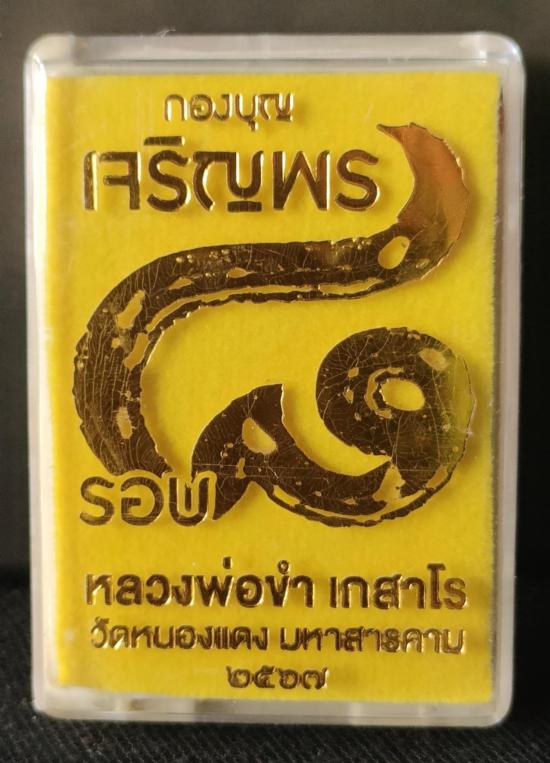 กองบุญ
เจริญพร
๘
รอบ
หลวงพ่อขำ เกสาโร
วัดหนองแดง มหาสารคาม
๒๕๖๗